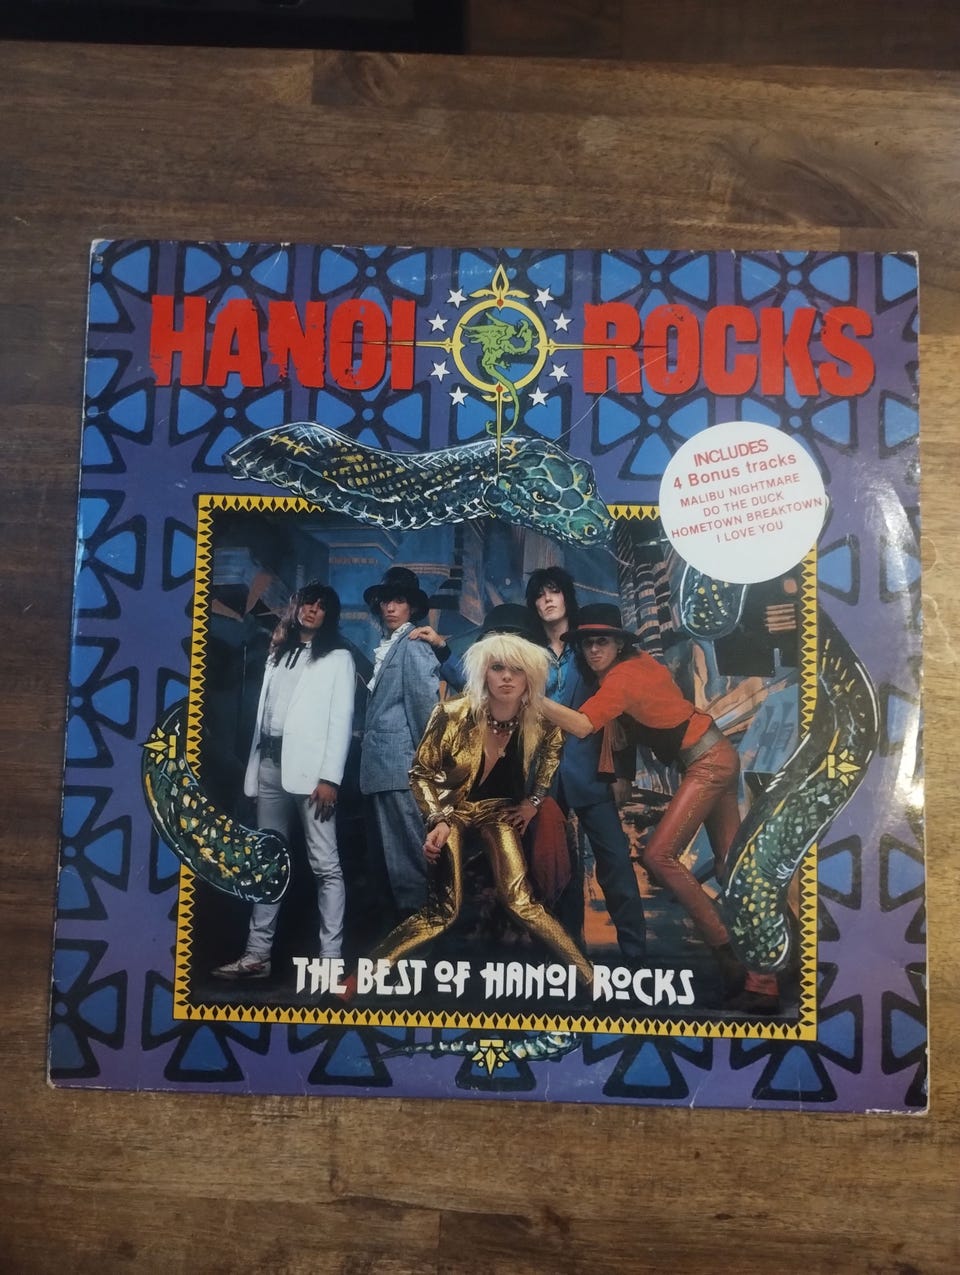 HANOI ROCKS
INCLUDES
4 Bonus tracks
MALIBU NIGHTMARE
DO THE DUCK
HOMETOWN BREAKTOWN
I LOVE YOU
THE BEST OF HANOI ROCKS